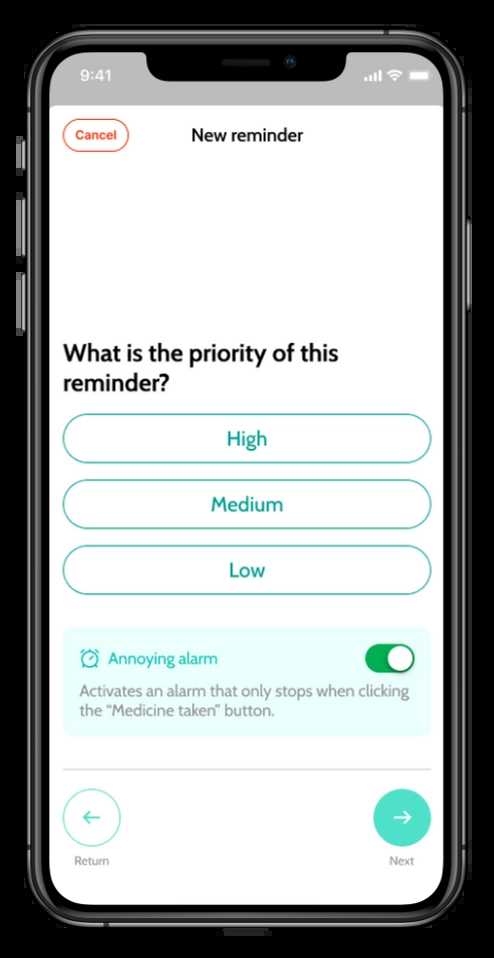 9:41
Cancel
New reminder
What is the priority of this
reminder?
High
Medium
Low
Annoying alarm
Activates an alarm that only stops when clicking
the “Medicine taken” button.
Return
Next